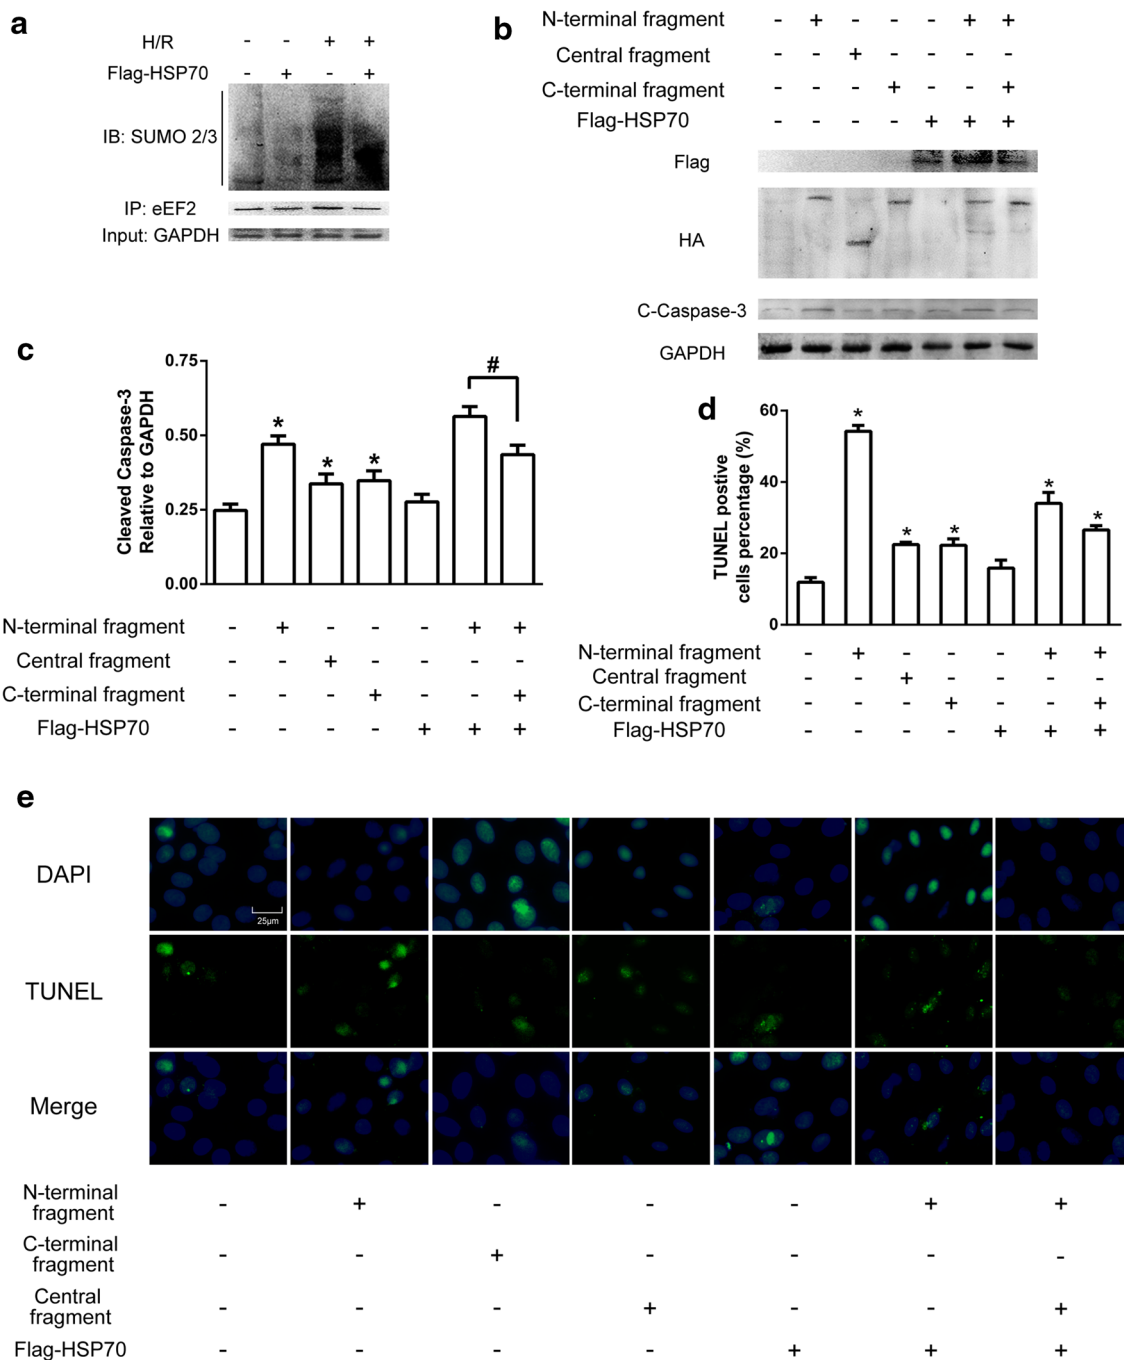 a
H/R - - + +
Flag-HSP70 - + - +
IB: SUMO 2/3
IP: eEF2
Input: GAPDH
b
N-terminal fragment - + - - - + +
Central fragment - - + - - - -
C-terminal fragment - - - + - - +
Flag-HSP70 - - - - + + +
Flag
HA
C-Caspase-3
GAPDH
c
Cleaved Caspase-3
Relative to GAPDH
0.75
0.50
0.25
0.00
* * * #
N-terminal fragment - + - - - + +
Central fragment - - + - - - -
C-terminal fragment - - - + - - +
Flag-HSP70 - - - - + + +
d
TUNEL postive
cells percentage (%)
60
40
20
0
* * * * *
N-terminal fragment - + - - - + +
Central fragment - - + - - - -
C-terminal fragment - - - + - - +
Flag-HSP70 - - - - + + +
e
DAPI
25μm
TUNEL
Merge
N-terminal
fragment - + - - - + +
C-terminal
fragment - - + - - - -
Central
fragment - - - + - - +
Flag-HSP70 - - - - + + +